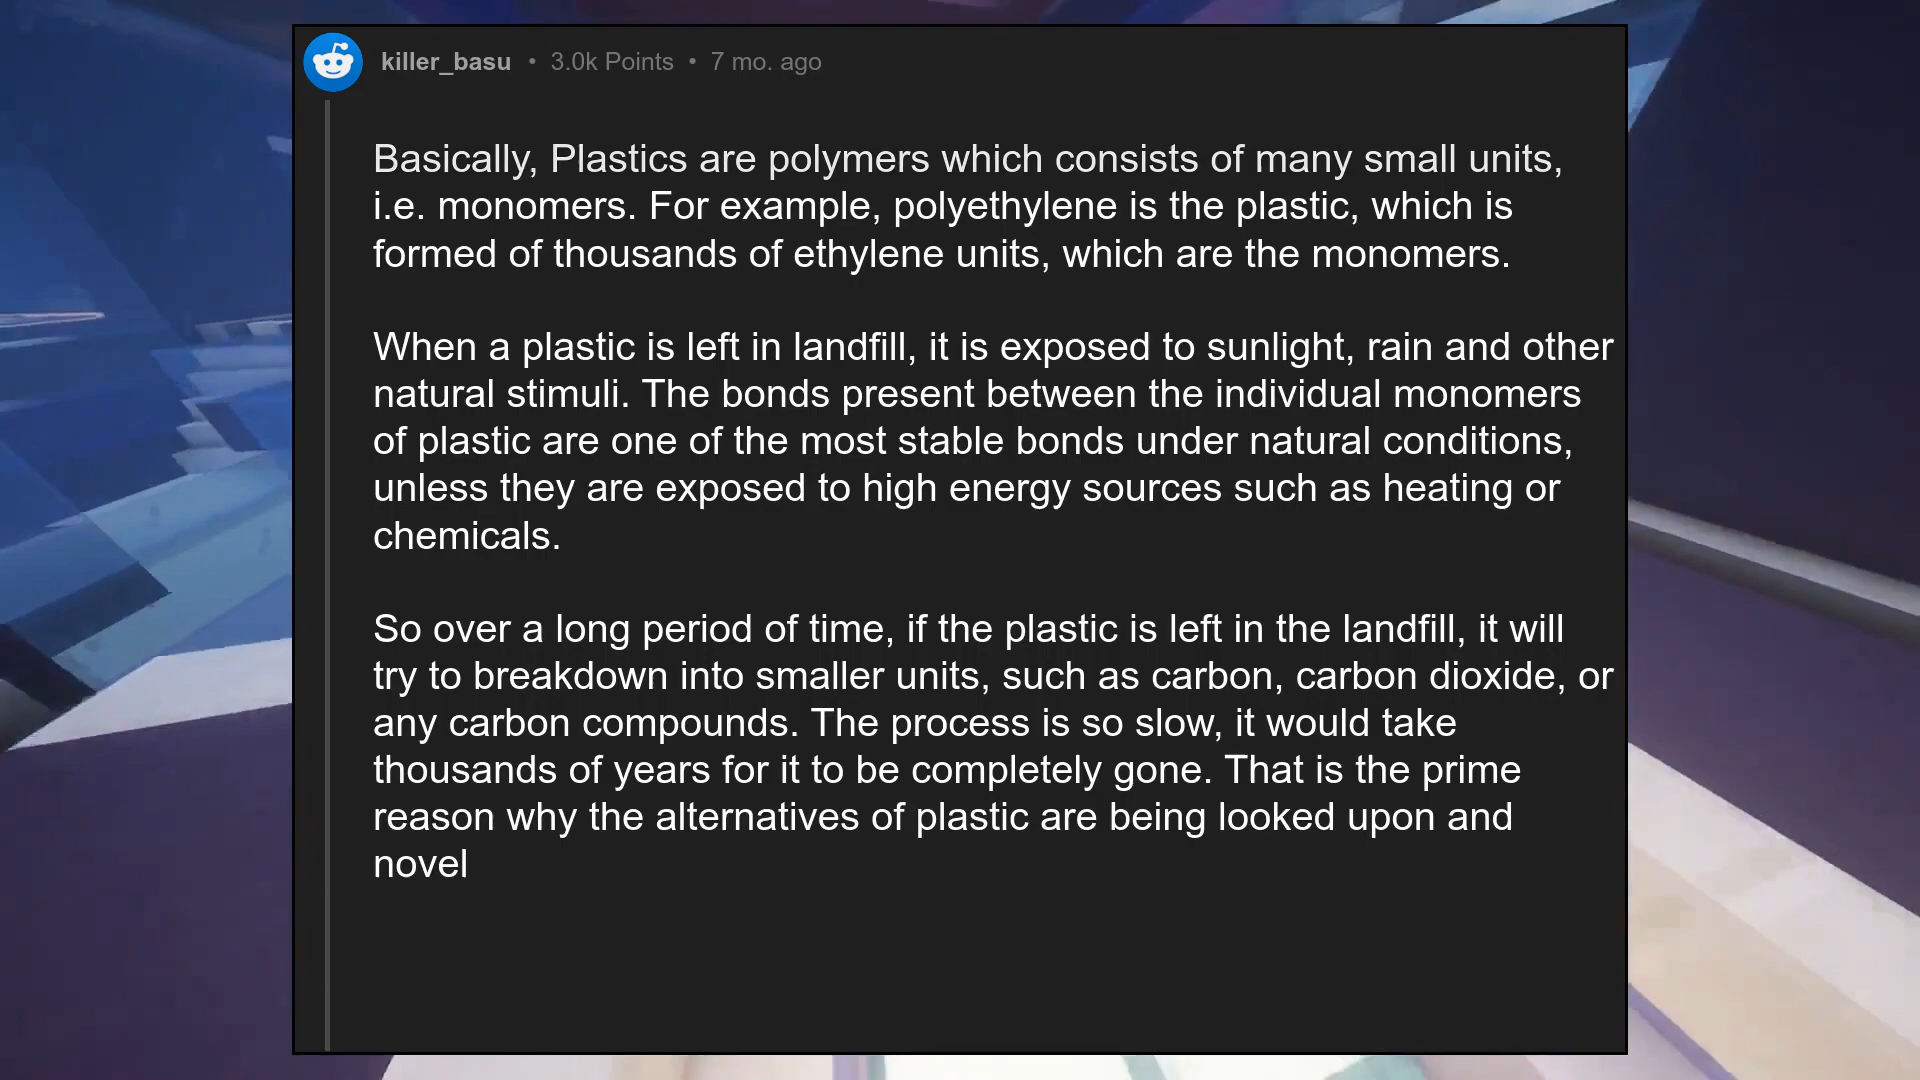 killer_basu • 3.0k Points • 7 mo. ago
Basically, Plastics are polymers which consists of many small units,
i.e. monomers. For example, polyethylene is the plastic, which is
formed of thousands of ethylene units, which are the monomers.
When a plastic is left in landfill, it is exposed to sunlight, rain and other
natural stimuli. The bonds present between the individual monomers
of plastic are one of the most stable bonds under natural conditions,
unless they are exposed to high energy sources such as heating or
chemicals.
So over a long period of time, if the plastic is left in the landfill, it will
try to breakdown into smaller units, such as carbon, carbon dioxide, or
any carbon compounds. The process is so slow, it would take
thousands of years for it to be completely gone. That is the prime
reason why the alternatives of plastic are being looked upon and
novel